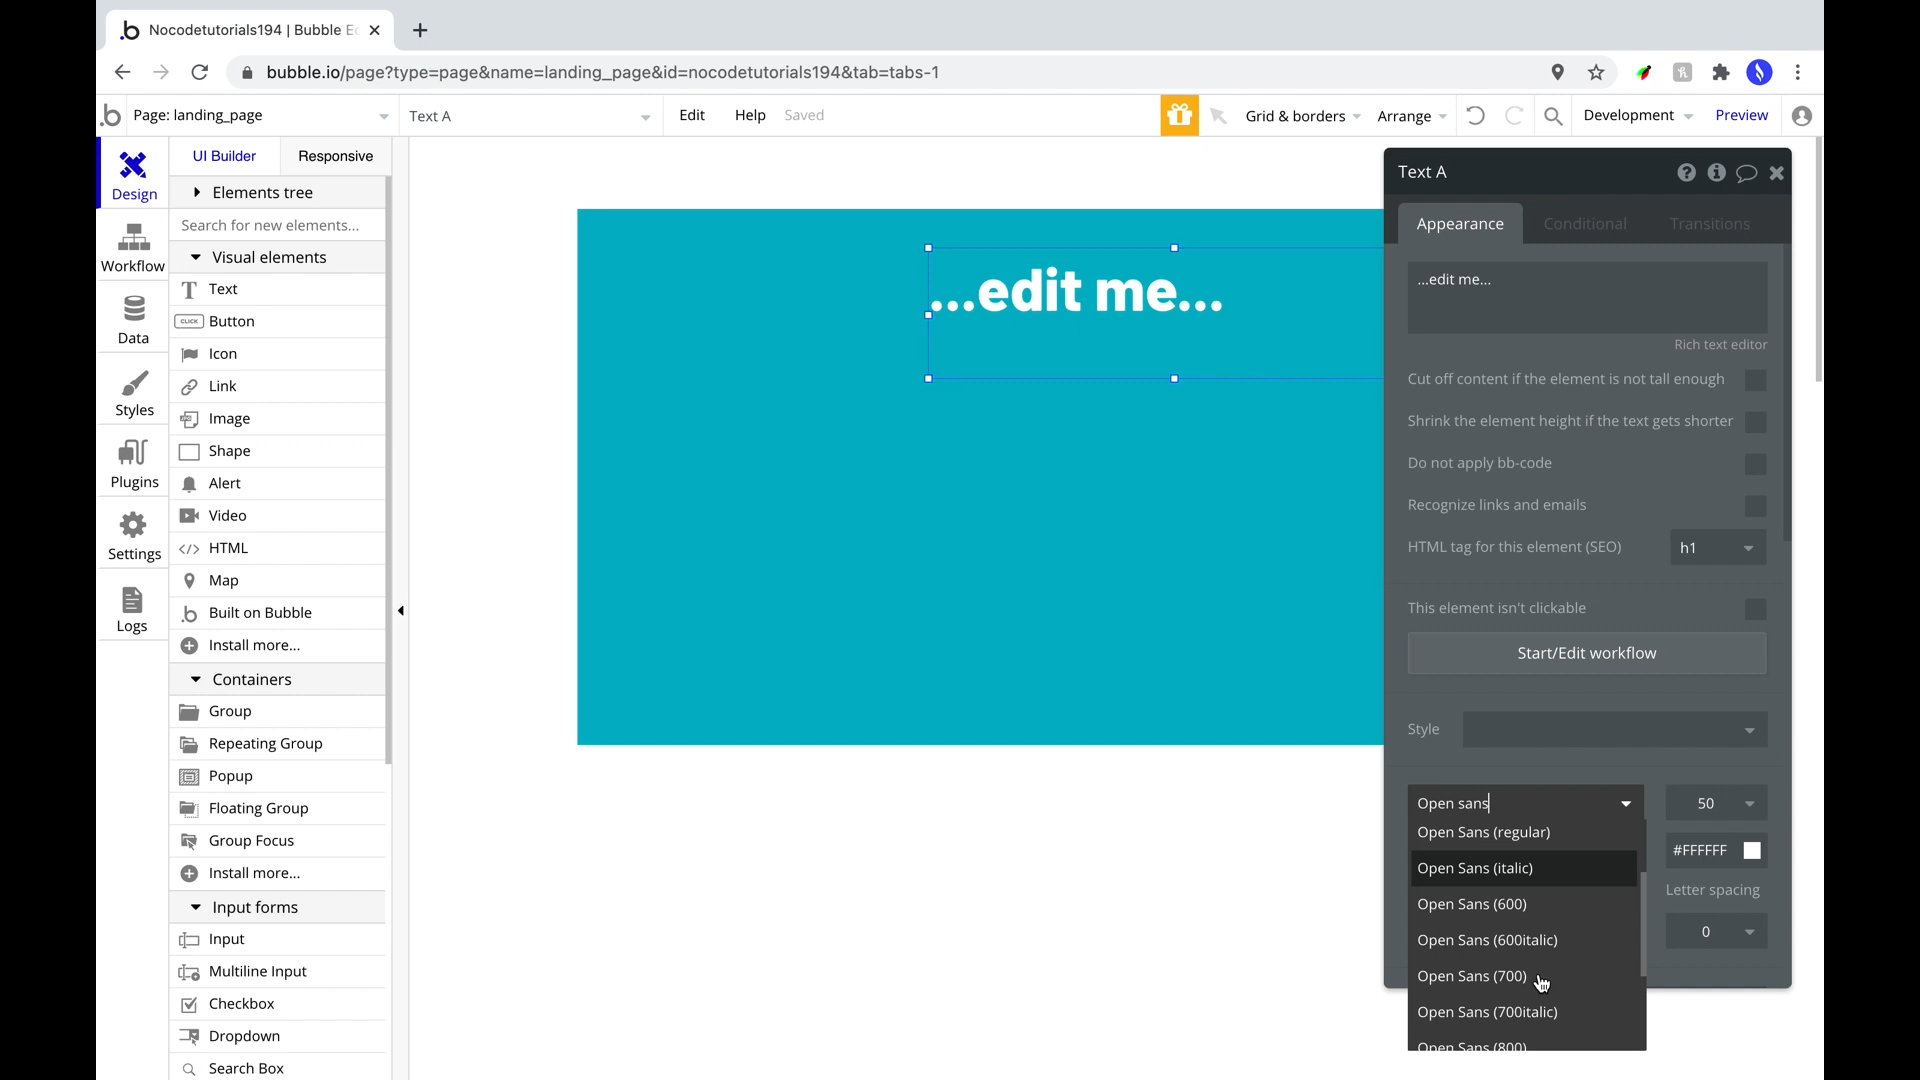 Nocodetutorials194 | Bubble Ed
bubble.io/page?type=page&name=landing_page&id=nocodetutorials194&tab=tabs-1
Page: landing_page
Text A
Edit
Help
Saved
Grid & borders
Arrange
Development
Preview
Design
Workflow
Data
Styles
Plugins
Settings
Logs
UI Builder
Responsive
Elements tree
Search for new elements...
Visual elements
Text
CLICK
Button
Icon
Link
Image
Shape
Alert
Video
HTML
Map
Built on Bubble
Install more...
Containers
Group
Repeating Group
Popup
Floating Group
Group Focus
Install more...
Input forms
Input
Multiline Input
Checkbox
Dropdown
Search Box
...edit me...
Text A
Appearance
Conditional
Transitions
...edit me...
Rich text editor
Cut off content if the element is not tall enough
Shrink the element height if the text gets shorter
Do not apply bb-code
Recognize links and emails
HTML tag for this element (SEO)
h1
This element isn't clickable
Start/Edit workflow
Style
Open sans
50
Open Sans (regular)
#FFFFFF
Open Sans (italic)
Letter spacing
Open Sans (600)
0
Open Sans (600italic)
Open Sans (700)
Open Sans (700italic)
Open Sans (800)